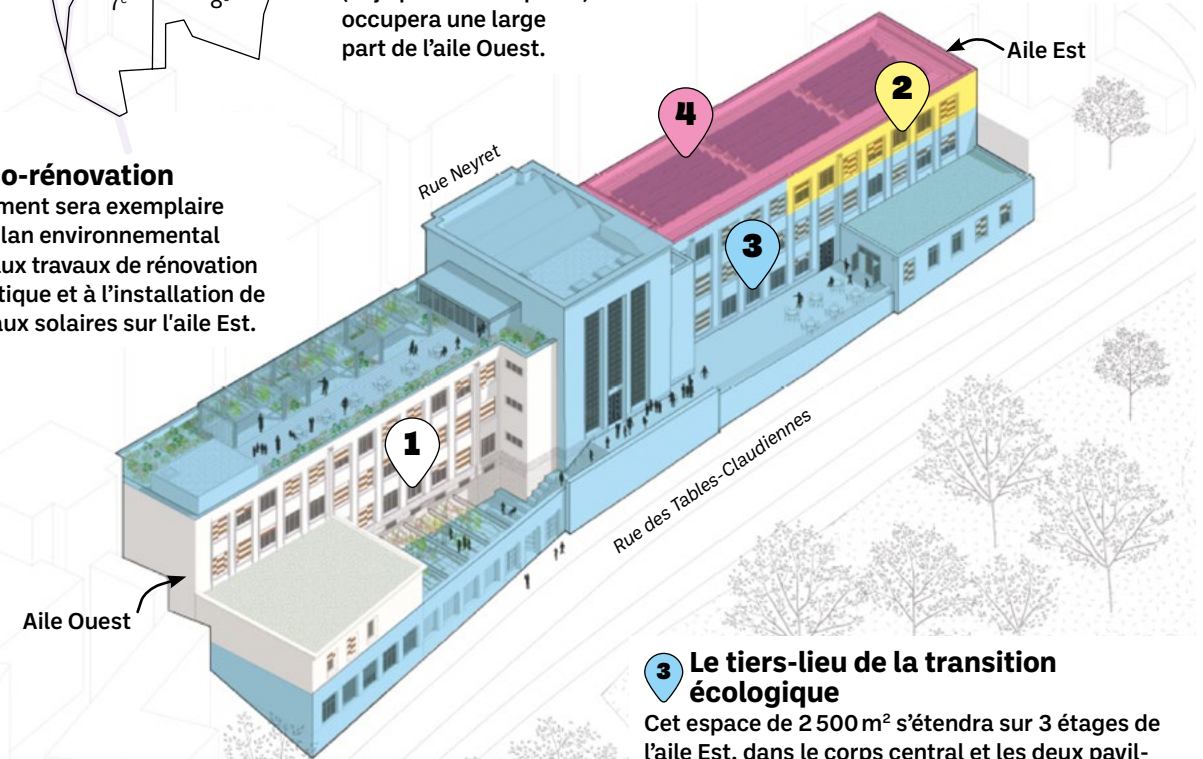 7e
occupera une large
part de l'aile Ouest.
Aile Est
2
4
Rue Neyret
o-rénovation
ment sera exemplaire
lan environnemental
aux travaux de rénovation
tique et à l'installation de
aux solaires sur l'aile Est.
3
1
Rue des Tables-Claudiennes
Aile Ouest
3 Le tiers-lieu de la transition
écologique
Cet espace de 2 500 m² s'étendra sur 3 étages de
l'aile Est, dans le corps central et les deux pavil-